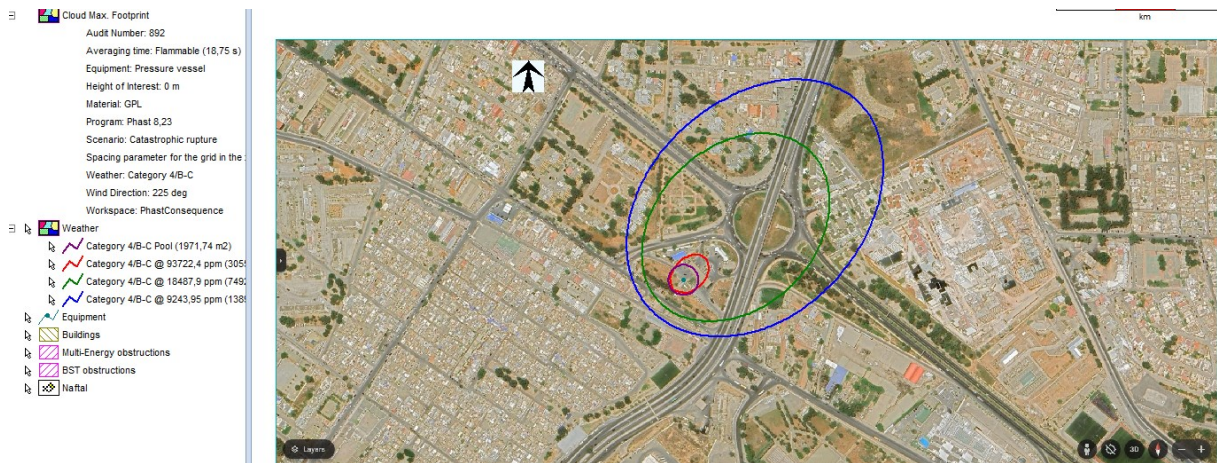 Cloud Max. Footprint
Audit Number: 892
Averaging time: Flammable (18,75 s)
Equipment: Pressure vessel
Height of Interest: 0 m
Material: GPL
Program: Phast 8,23
Scenario: Catastrophic rupture
Spacing parameter for the grid in the
Weather: Category 4/B-C
Wind Direction: 225 deg
Workspace: PhastConsequence
Weather
Category 4/B-C Pool (1971,74 m2)
Category 4/B-C @ 93722,4 ppm (305
Category 4/B-C @ 18487,9 ppm (749
Category 4/B-C @ 9243,95 ppm (138
Equipment
Buildings
Multi-Energy obstructions
BST obstructions
Naftal
km
Layers
3D